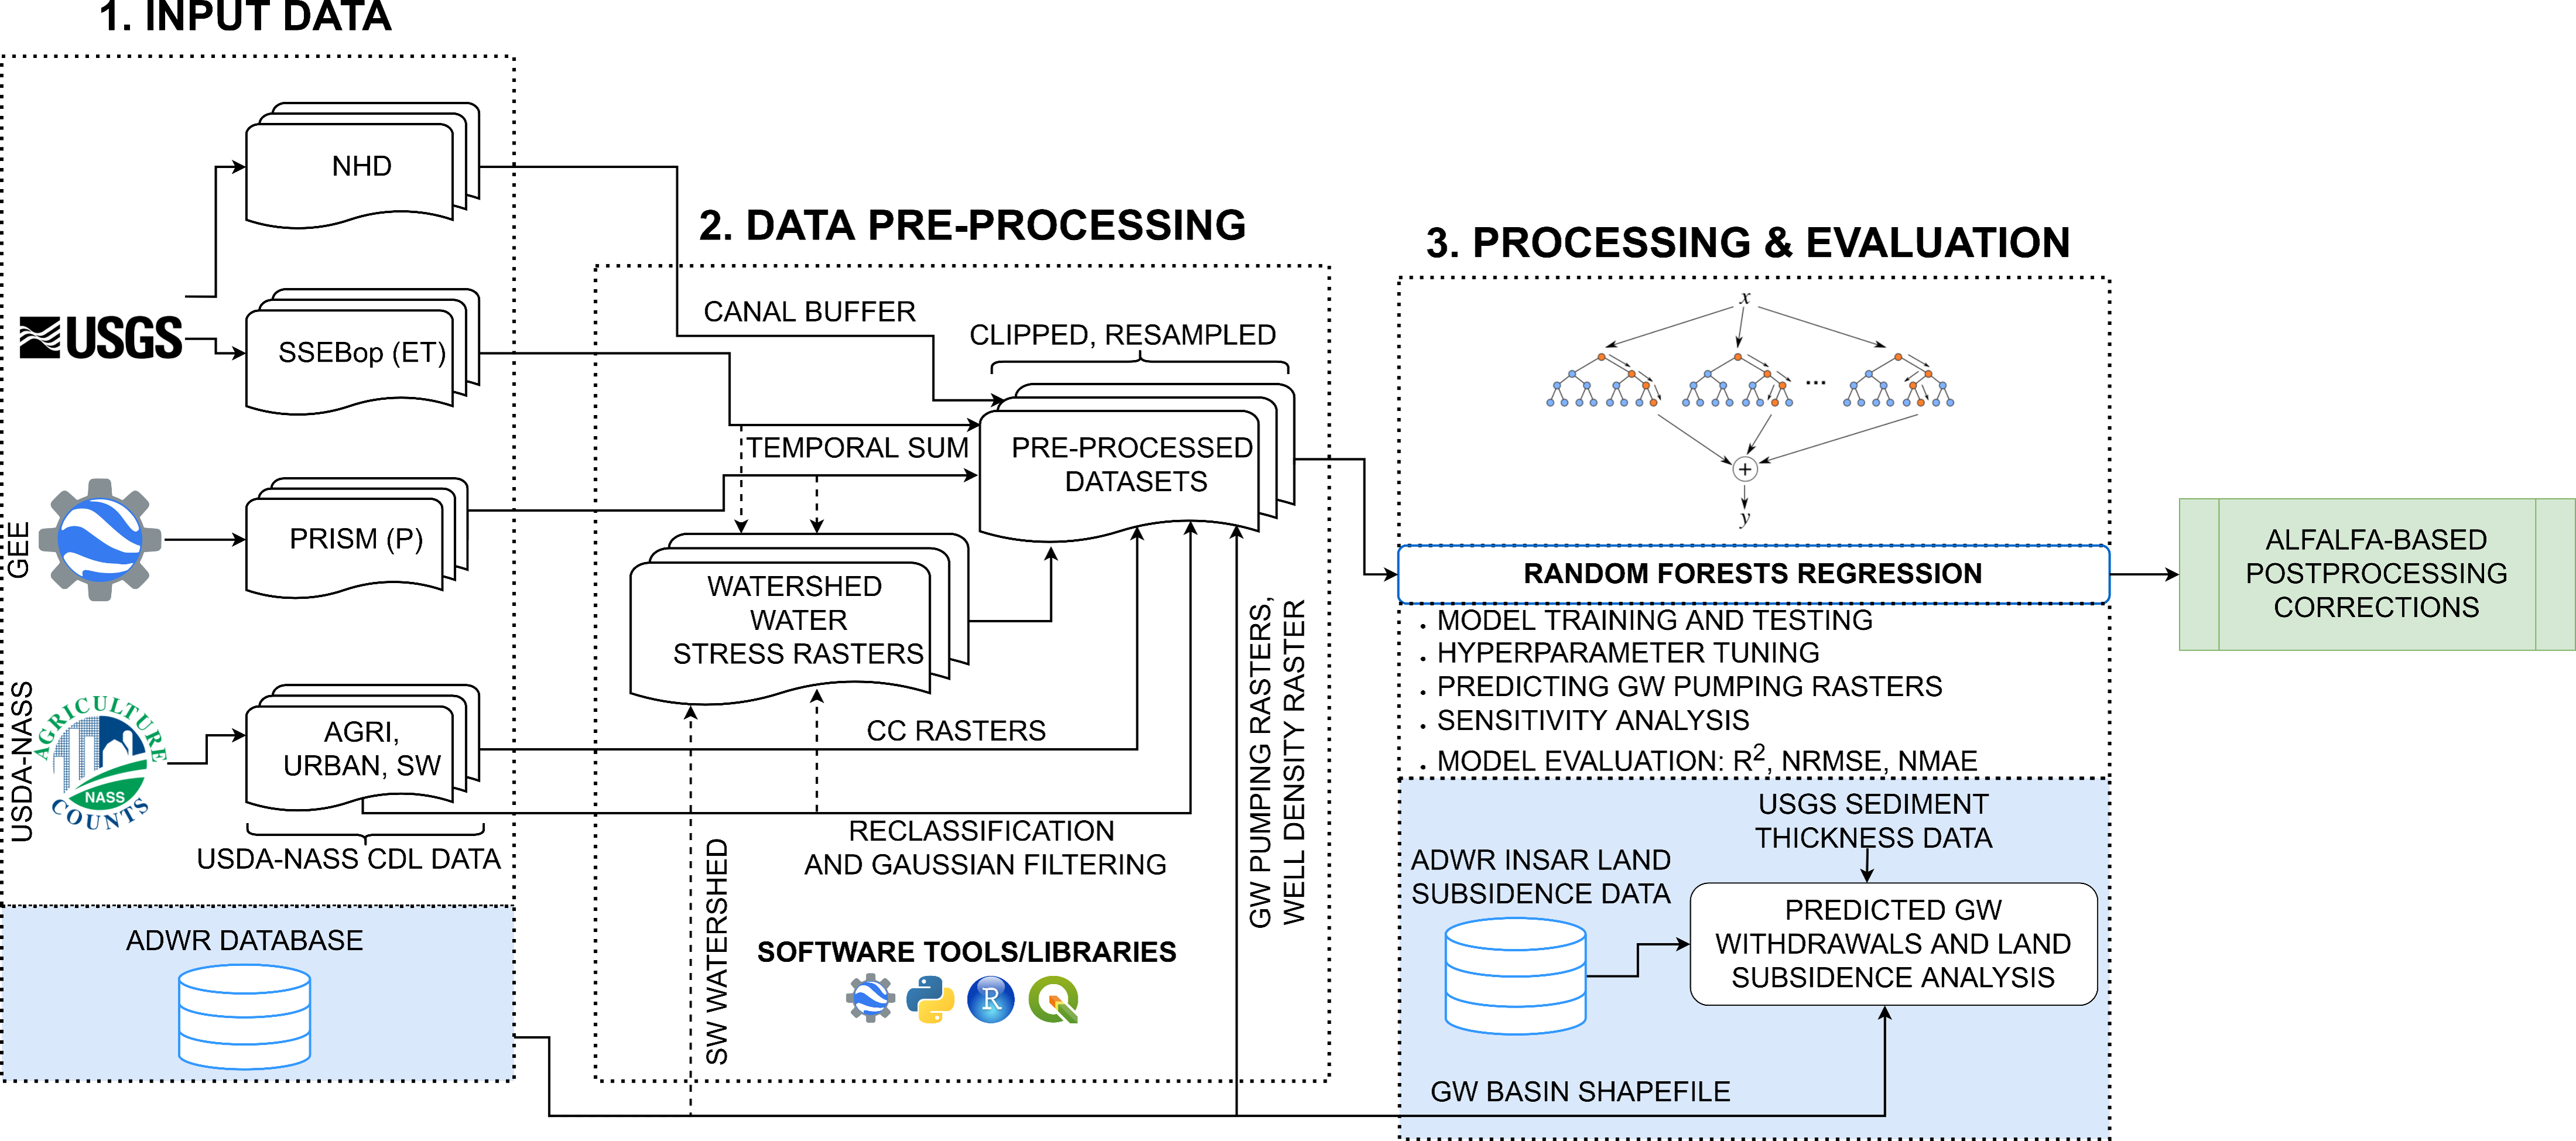 1. INPUT DATA
NHD
USGS
SSEBop (ET)
GEE
PRISM (P)
USDA-NASS
AGRICULTURE
NASS
COUNTS
AGRI,
URBAN, SW
USDA-NASS CDL DATA
ADWR DATABASE
2. DATA PRE-PROCESSING
CANAL BUFFER
CLIPPED, RESAMPLED
TEMPORAL SUM
PRE-PROCESSED
DATASETS
WATERSHED
WATER
STRESS RASTERS
CC RASTERS
RECLASSIFICATION
AND GAUSSIAN FILTERING
SW WATERSHED
GW PUMPING RASTERS,
WELL DENSITY RASTER
SOFTWARE TOOLS/LIBRARIES
R
3. PROCESSING & EVALUATION
x
...
+
y
RANDOM FORESTS REGRESSION
• MODEL TRAINING AND TESTING
• HYPERPARAMETER TUNING
• PREDICTING GW PUMPING RASTERS
• SENSITIVITY ANALYSIS
• MODEL EVALUATION: R², NRMSE, NMAE
USGS SEDIMENT
THICKNESS DATA
ADWR INSAR LAND
SUBSIDENCE DATA
PREDICTED GW
WITHDRAWALS AND LAND
SUBSIDENCE ANALYSIS
GW BASIN SHAPEFILE
ALFALFA-BASED
POSTPROCESSING
CORRECTIONS